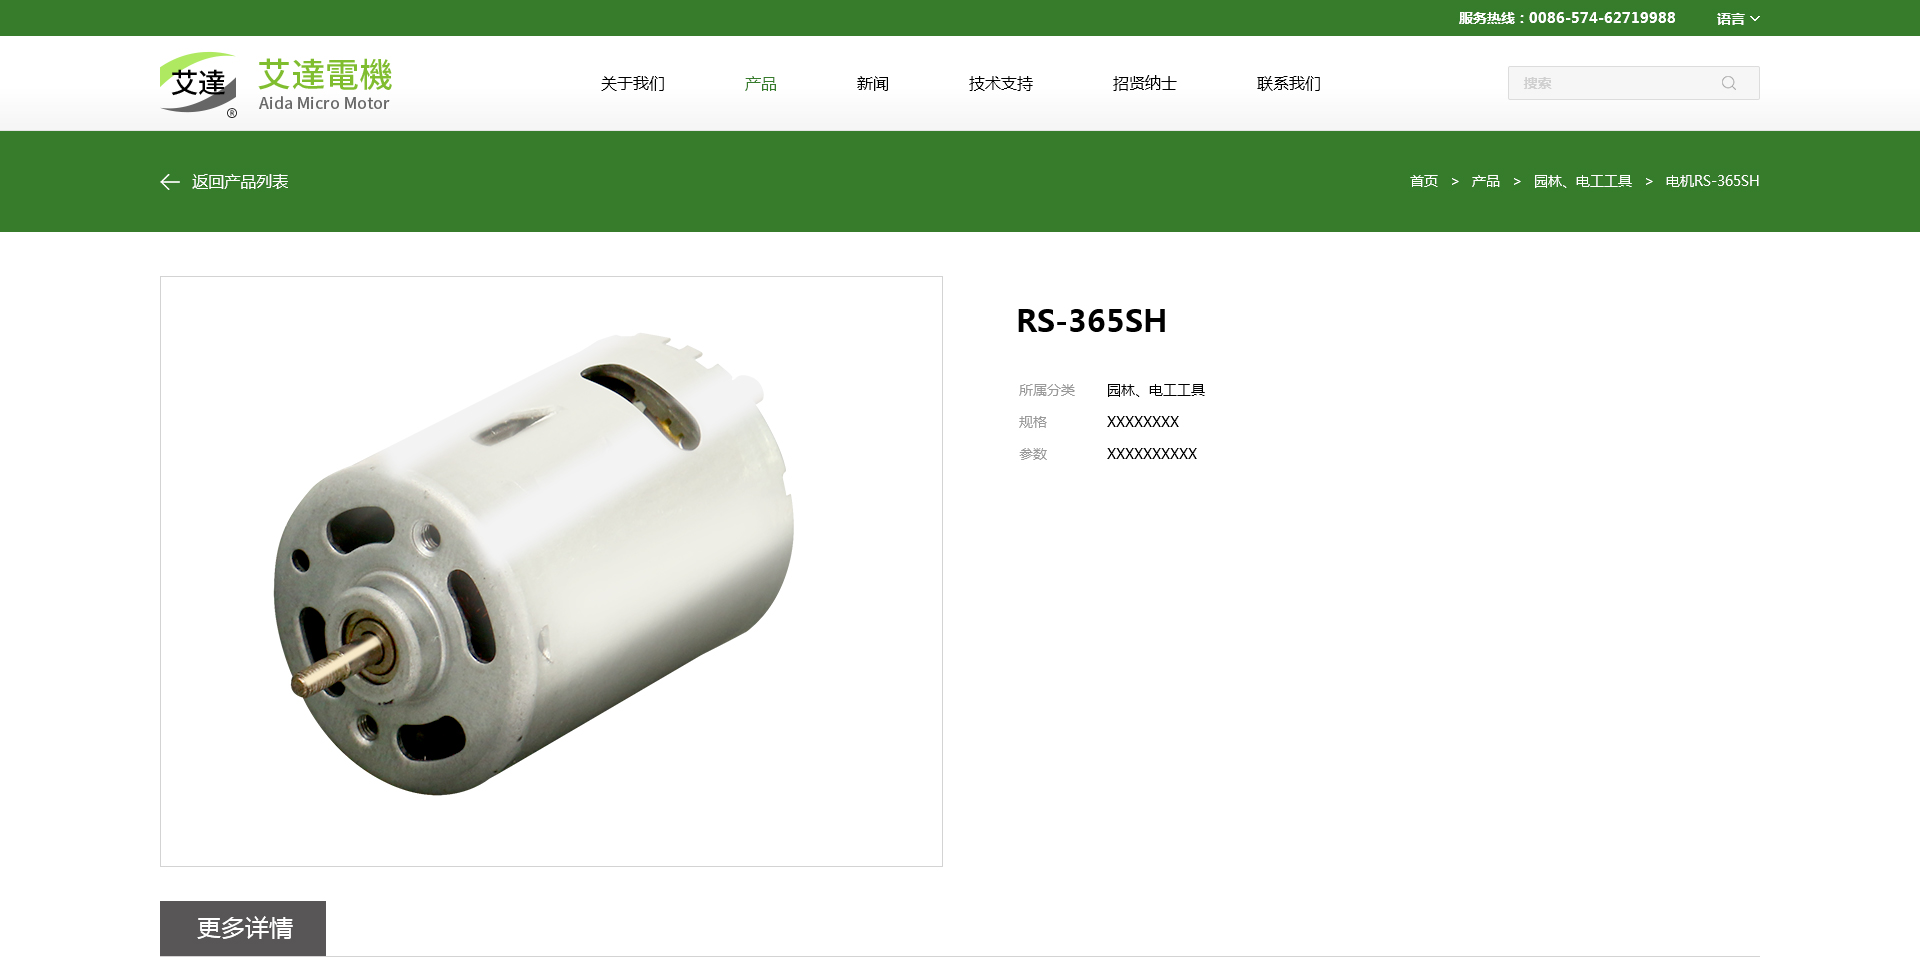 服务热线：0086-574-62719988
语言
艾達
®
艾達電機
Aida Micro Motor
关于我们
产品
新闻
技术支持
招贤纳士
联系我们
搜索
返回产品列表
首页 > 产品 > 园林、电工工具 > 电机RS-365SH
RS-365SH
所属分类 园林、电工工具
规格 XXXXXXXX
参数 XXXXXXXXXX
更多详情